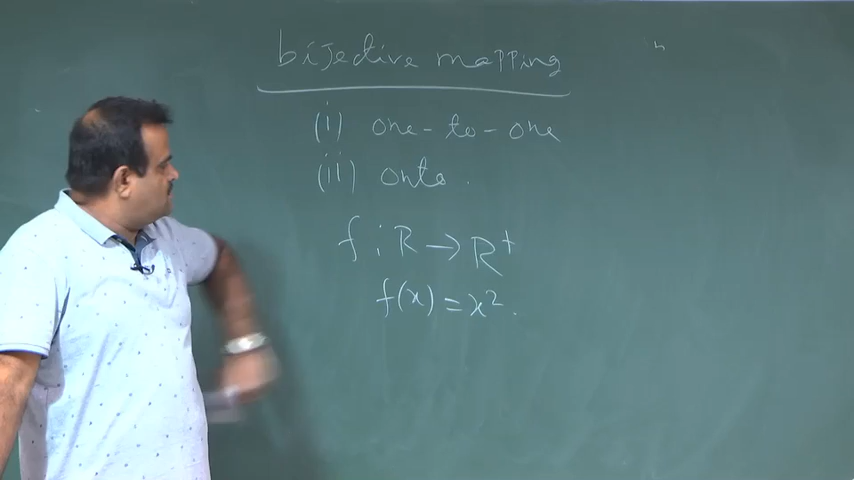 bijective mapping
(i) one-to-one
(ii) onto.
f : R → R⁺
f(x) = x².